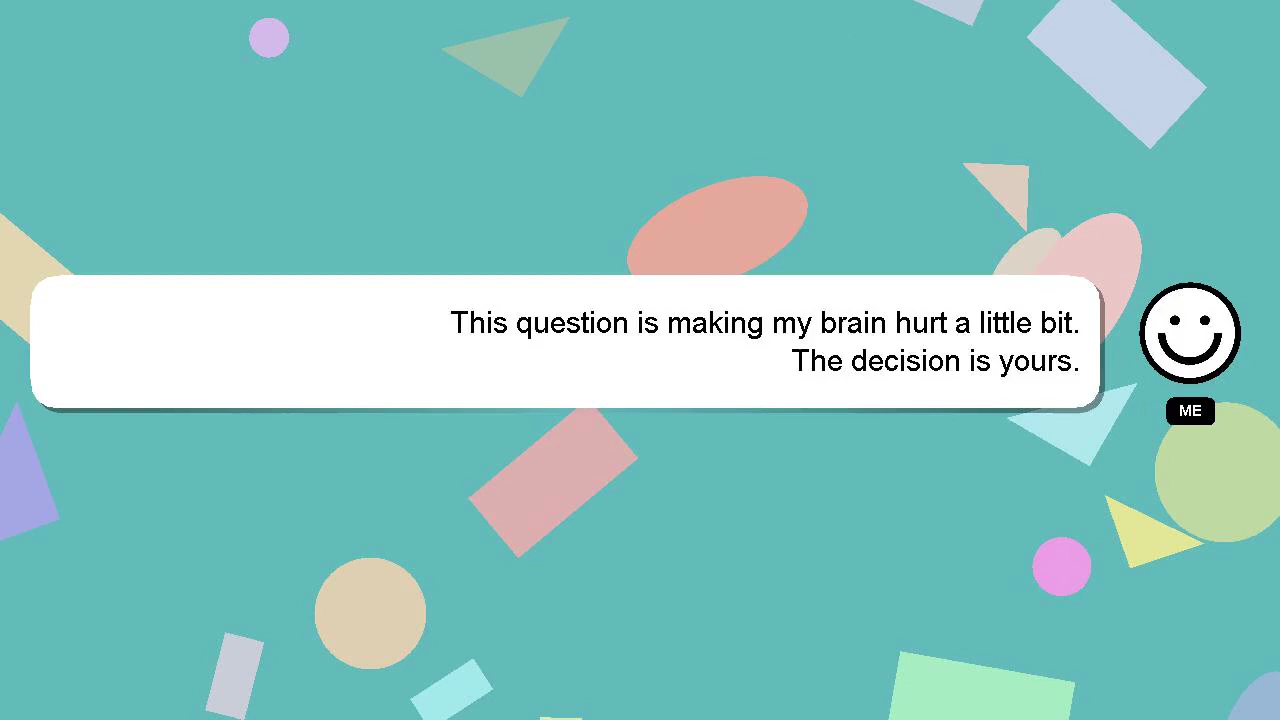 This question is making my brain hurt a little bit.
The decision is yours.
ME